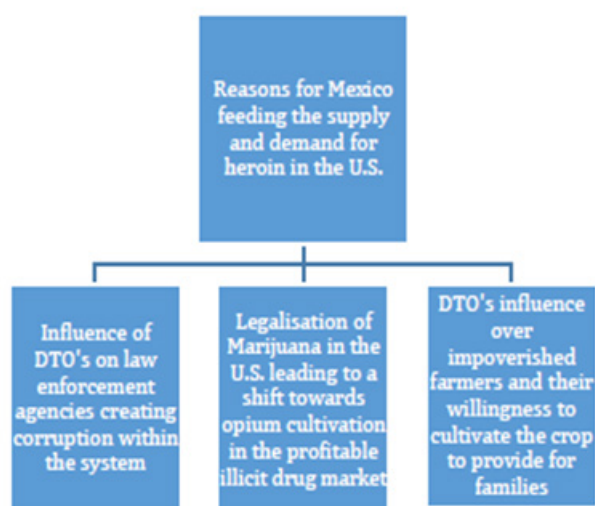 Reasons for Mexico
feeding the supply
and demand for
heroin in the U.S.
Influence of
DTO's on law
enforcement
agencies creating
corruption within
the system
Legalisation of
Marijuana in the
U.S. leading to a
shift towards
opium cultivation
in the profitable
illicit drug market
DTO's influence
over
impoverished
farmers and their
willingness to
cultivate the crop
to provide for
families